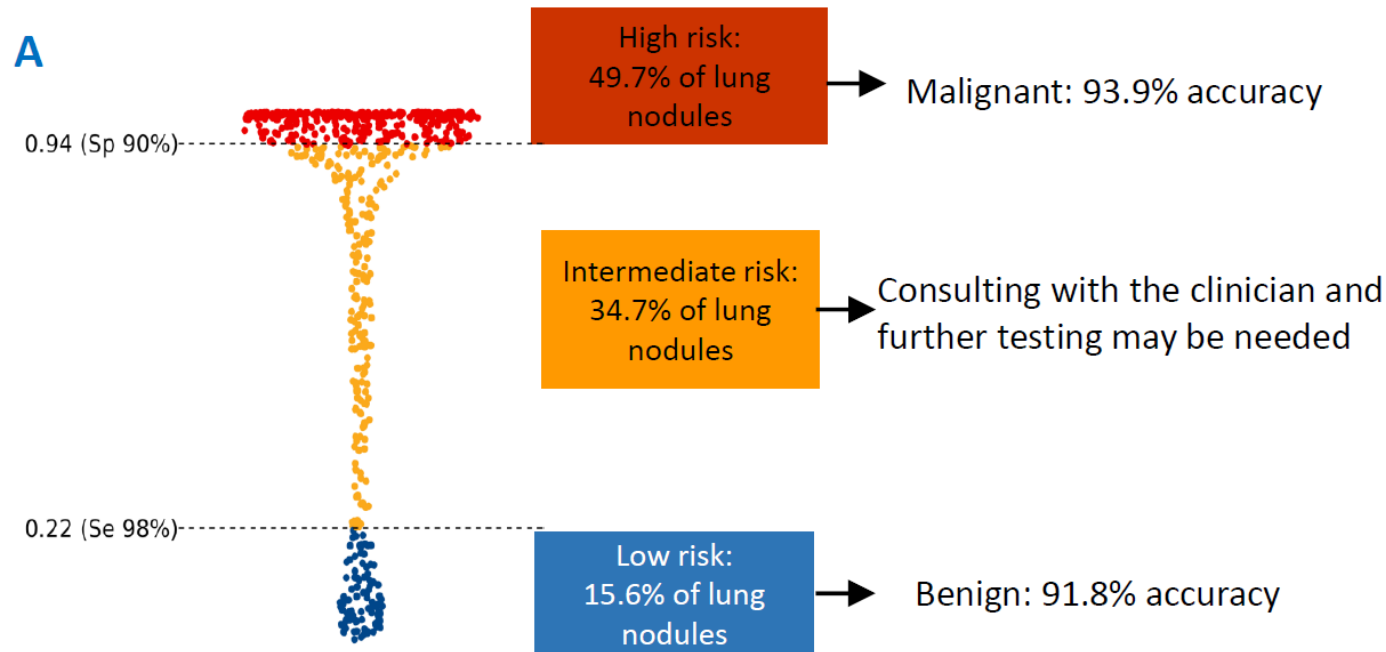 A
High risk:
49.7% of lung
nodules
Malignant: 93.9% accuracy
0.94 (Sp 90%)
Intermediate risk:
34.7% of lung
nodules
Consulting with the clinician and
further testing may be needed
0.22 (Se 98%)
Low risk:
15.6% of lung
nodules
Benign: 91.8% accuracy